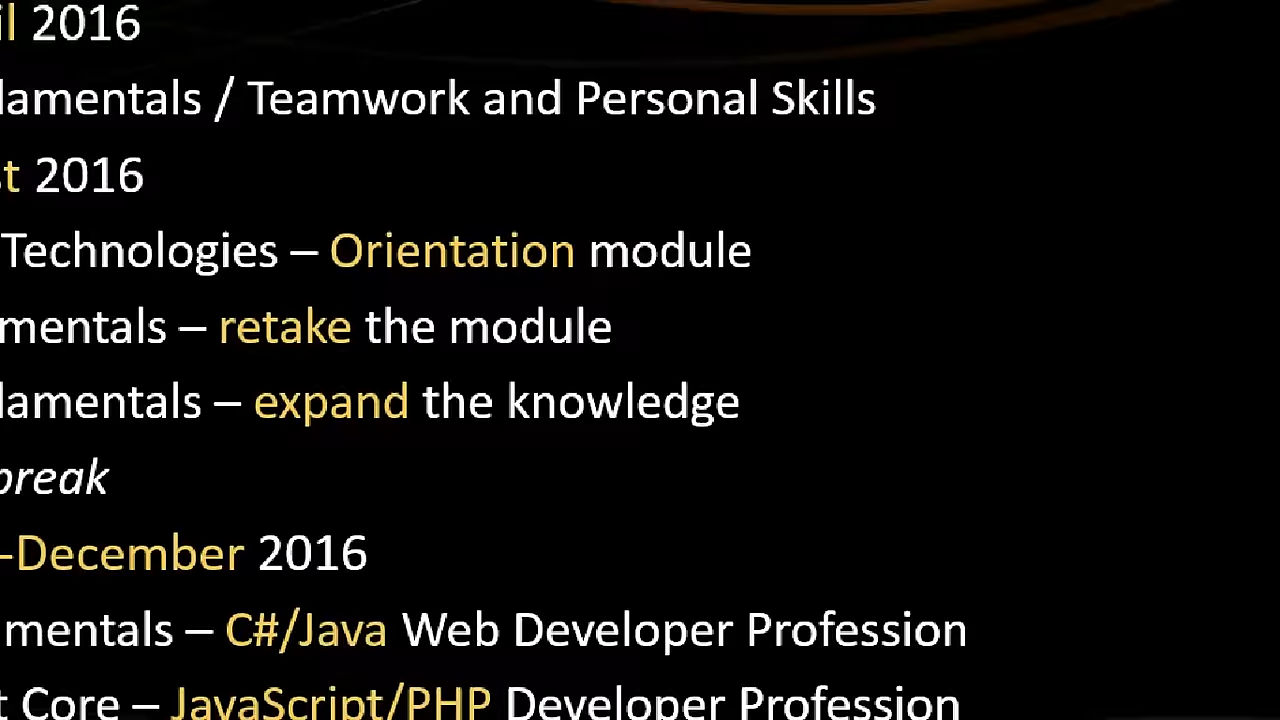 il 2016
lamentals / Teamwork and Personal Skills
st 2016
Technologies – Orientation module
mentals – retake the module
lamentals – expand the knowledge
break
-December 2016
mentals – C#/Java Web Developer Profession
t Core – JavaScript/PHP Developer Profession